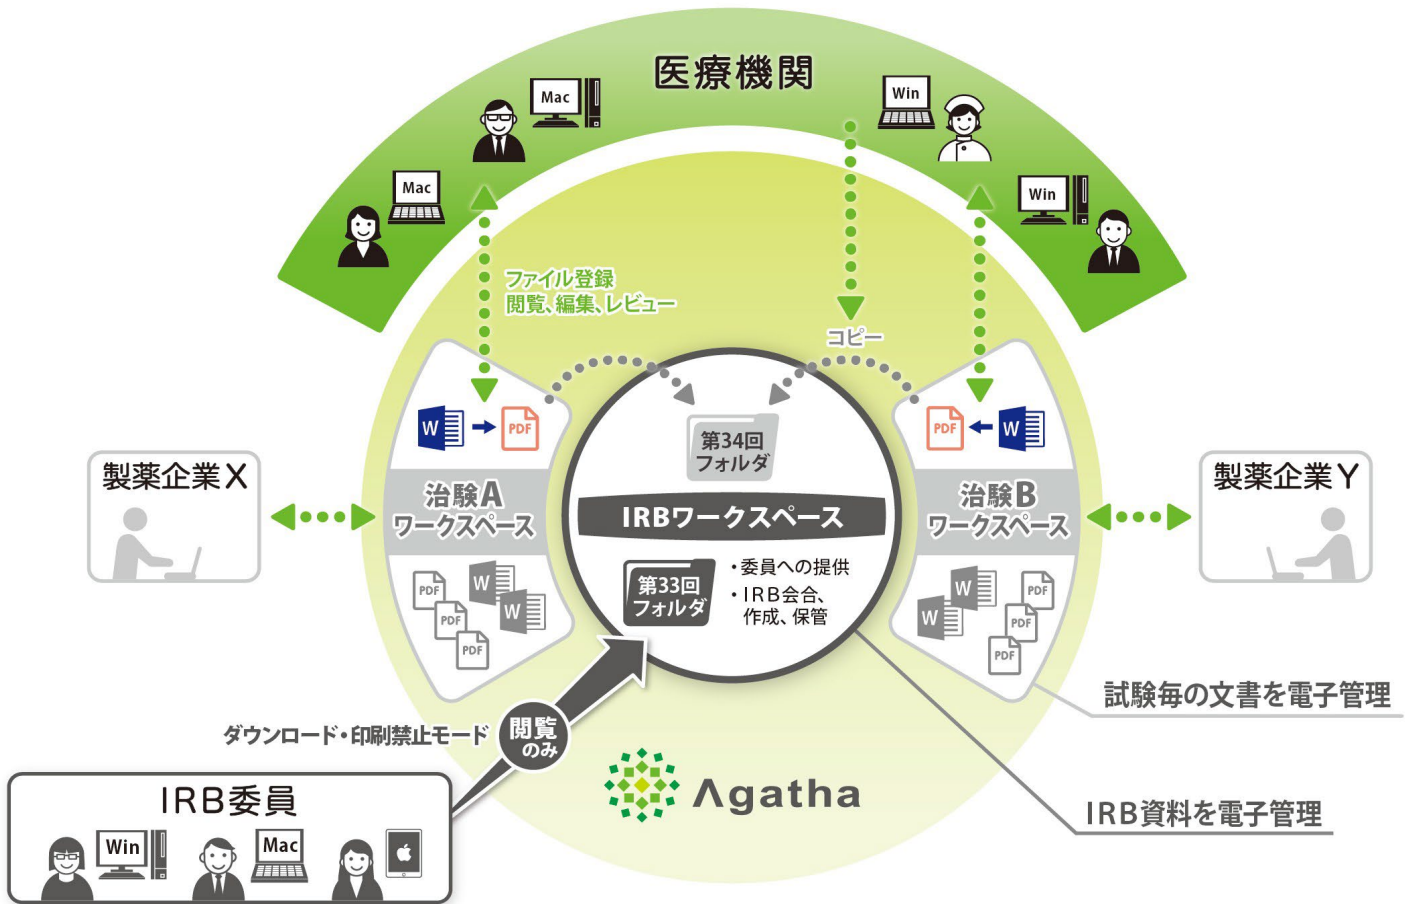 医療機関
Mac
Win
Mac
Win
ファイル登録
閲覧、編集、レビュー
コピー
W
PDF
PDF
W
第34回
フォルダ
製薬企業X
製薬企業Y
治験A
ワークスペース
IRBワークスペース
治験B
ワークスペース
第33回
フォルダ
・委員への提供
・IRB会合、
作成、保管
PDF
W
W
PDF
PDF
W
W
PDF
PDF
PDF
試験毎の文書を電子管理
ダウンロード・印刷禁止モード
閲覧
のみ
Agatha
IRB資料を電子管理
IRB委員
Win
Mac